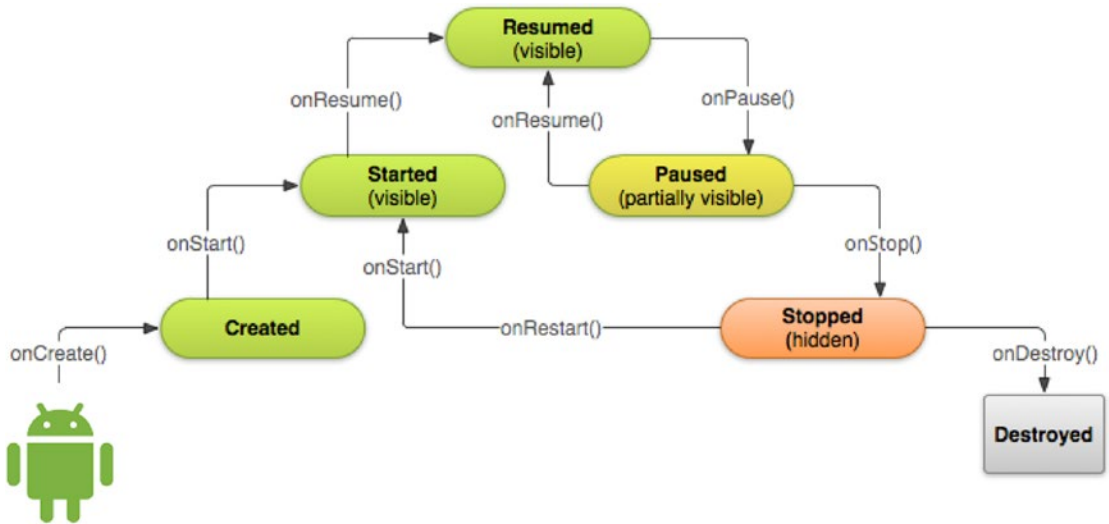 Resumed
(visible)
onResume()
onResume()
onPause()
Started
(visible)
Paused
(partially visible)
onStart()
onStart()
onStop()
Created
onRestart()
Stopped
(hidden)
onCreate()
onDestroy()
Destroyed